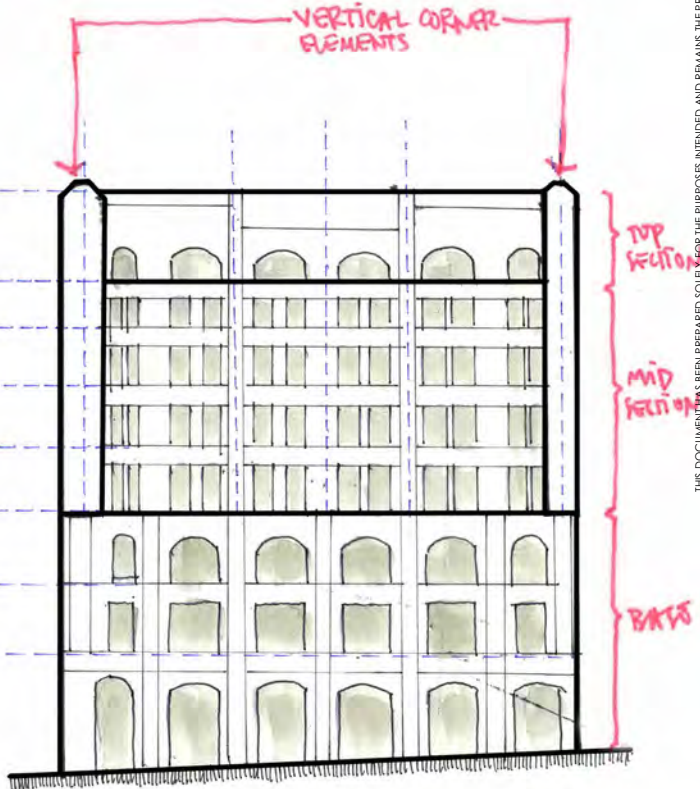 VERTICAL CORNER
ELEMENTS
TOP
SECTION
MID
SECTION
BASE
THIS DOCUMENT HAS BEEN PREPARED SOLELY FOR THE PURPOSES INTENDED AND REMAINS THE